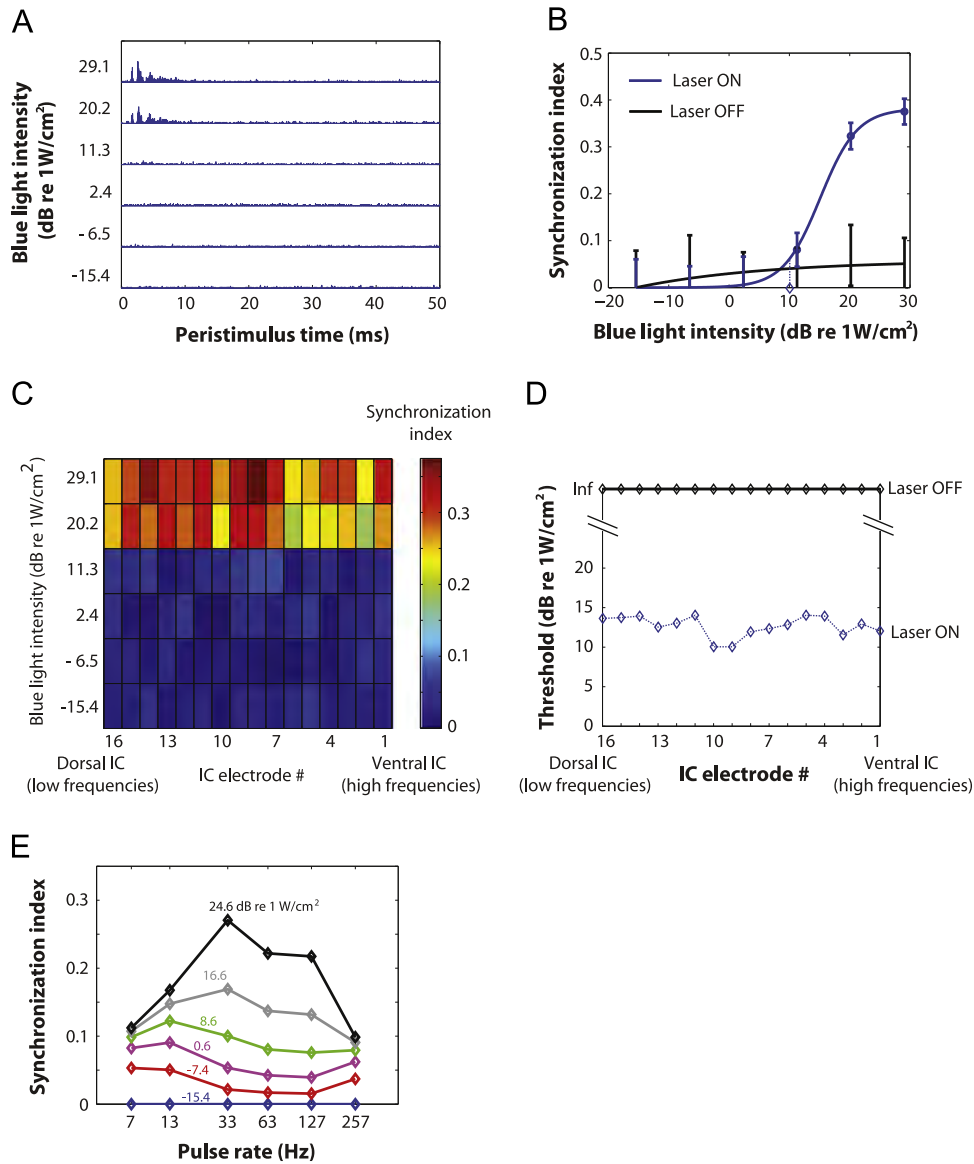 A
Blue light intensity
(dB re 1W/cm²)
29.1
20.2
11.3
2.4
- 6.5
-15.4
0 10 20 30 40 50
Peristimulus time (ms)
B
Synchronization index
0.5
0.4
0.3
0.2
0.1
0
Laser ON
Laser OFF
−20 −10 0 10 20 30
Blue light intensity (dB re 1W/cm²)
C
Synchronization
index
Blue light intensity (dB re 1W/cm²)
29.1
20.2
11.3
2.4
- 6.5
-15.4
0.3
0.2
0.1
0
16 13 10 7 4 1
Dorsal IC
(low frequencies)
IC electrode #
Ventral IC
(high frequencies)
D
Threshold (dB re 1W/cm²)
Inf
20
15
10
5
0
Laser OFF
Laser ON
16 13 10 7 4 1
Dorsal IC
(low frequencies)
IC electrode #
Ventral IC
(high frequencies)
E
Synchronization index
0.3
0.2
0.1
0
24.6 dB re 1 W/cm²
16.6
8.6
0.6
-7.4
-15.4
7 13 33 63 127 257
Pulse rate (Hz)